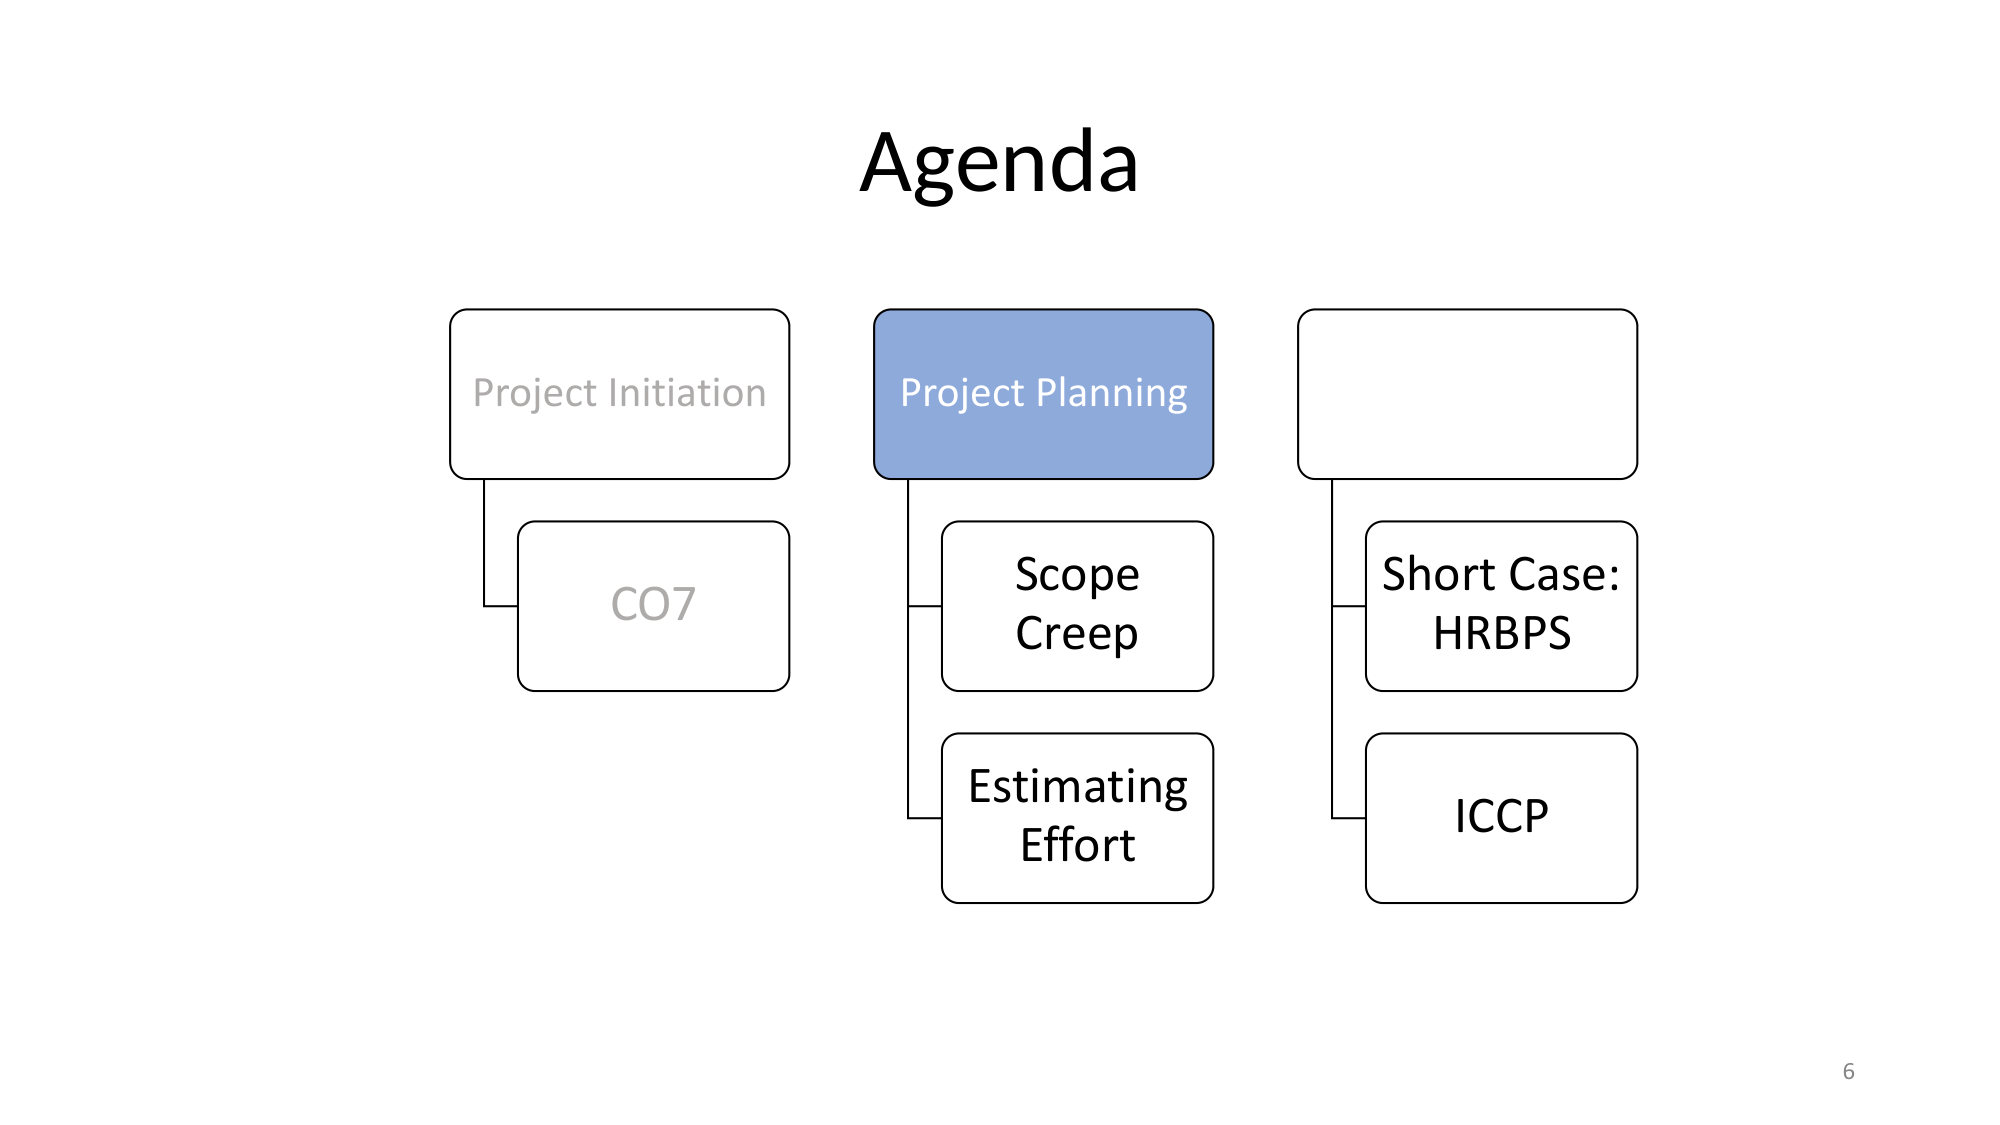 Agenda
Project Initiation
CO7
Project Planning
Scope
Creep
Estimating
Effort
Short Case:
HRBPS
ICCP
6